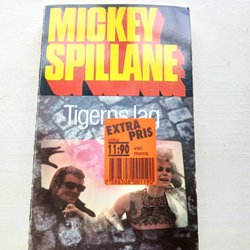 MICKEY
SPILLANE
Tigerns lag
EXTRA
PRIS
11:90
inkl.
moms.